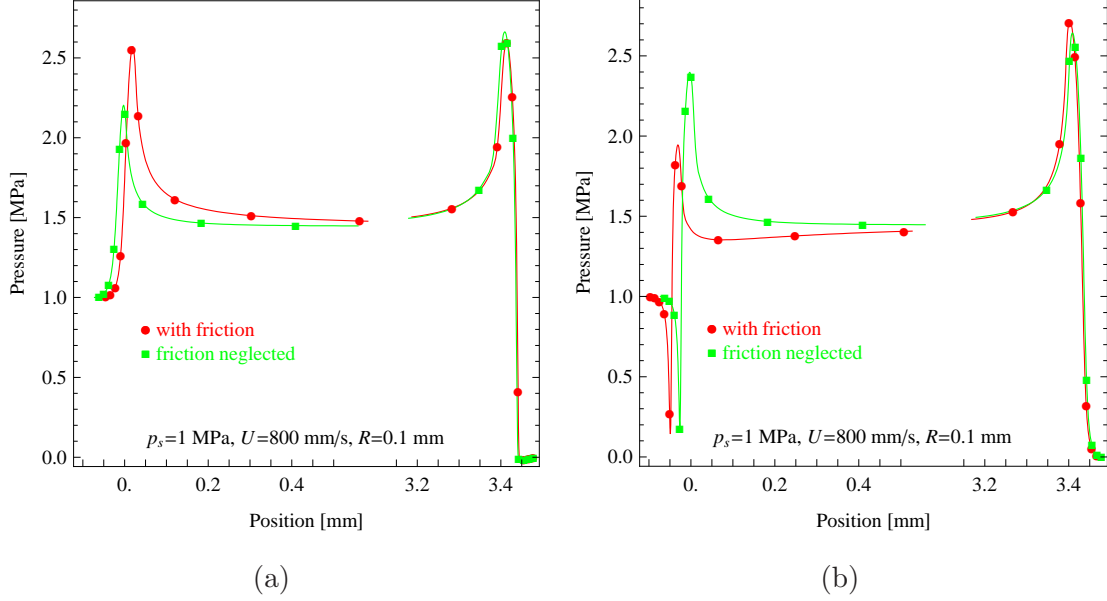 2.5
2.0
1.5
1.0
0.5
0.0
Pressure [MPa]
with friction
friction neglected
p_s=1 MPa, U=800 mm/s, R=0.1 mm
0. 0.2 0.4 3.2 3.4
Position [mm]
(a)
2.5
2.0
1.5
1.0
0.5
0.0
Pressure [MPa]
with friction
friction neglected
p_s=1 MPa, U=800 mm/s, R=0.1 mm
0. 0.2 0.4 3.2 3.4
Position [mm]
(b)